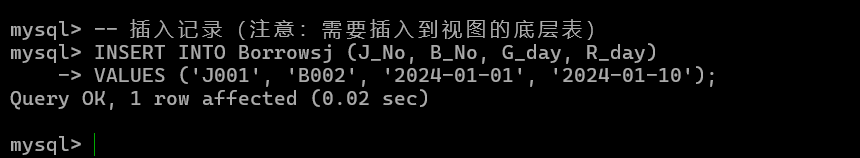 mysql> -- 插入记录（注意：需要插入到视图的底层表）
mysql> INSERT INTO Borrowsj (J_No, B_No, G_day, R_day)
    -> VALUES ('J001', 'B002', '2024-01-01', '2024-01-10');
Query OK, 1 row affected (0.02 sec)
mysql>